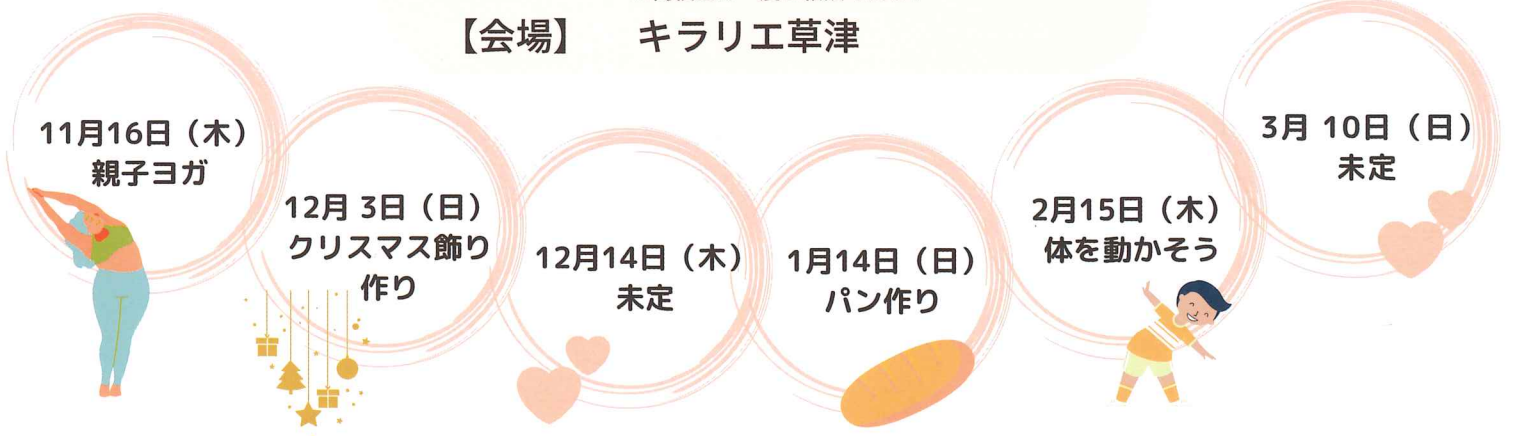 【会場】　キラリエ草津
11月16日（木）
親子ヨガ
12月 3日（日）
クリスマス飾り
作り
12月14日（木）
未定
1月14日（日）
パン作り
2月15日（木）
体を動かそう
3月 10日（日）
未定